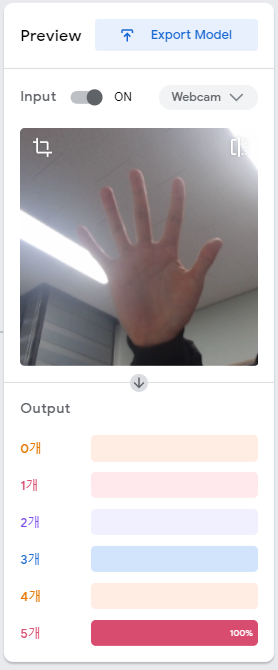 Preview
Export Model
Input
ON
Webcam
Output
0개
1개
2개
3개
4개
5개
100%